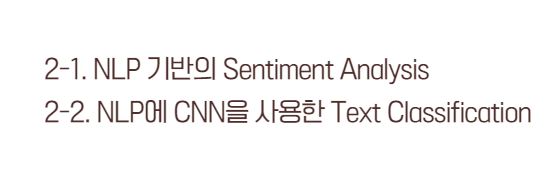 2-1. NLP 기반의 Sentiment Analysis
2-2. NLP에 CNN을 사용한 Text Classification